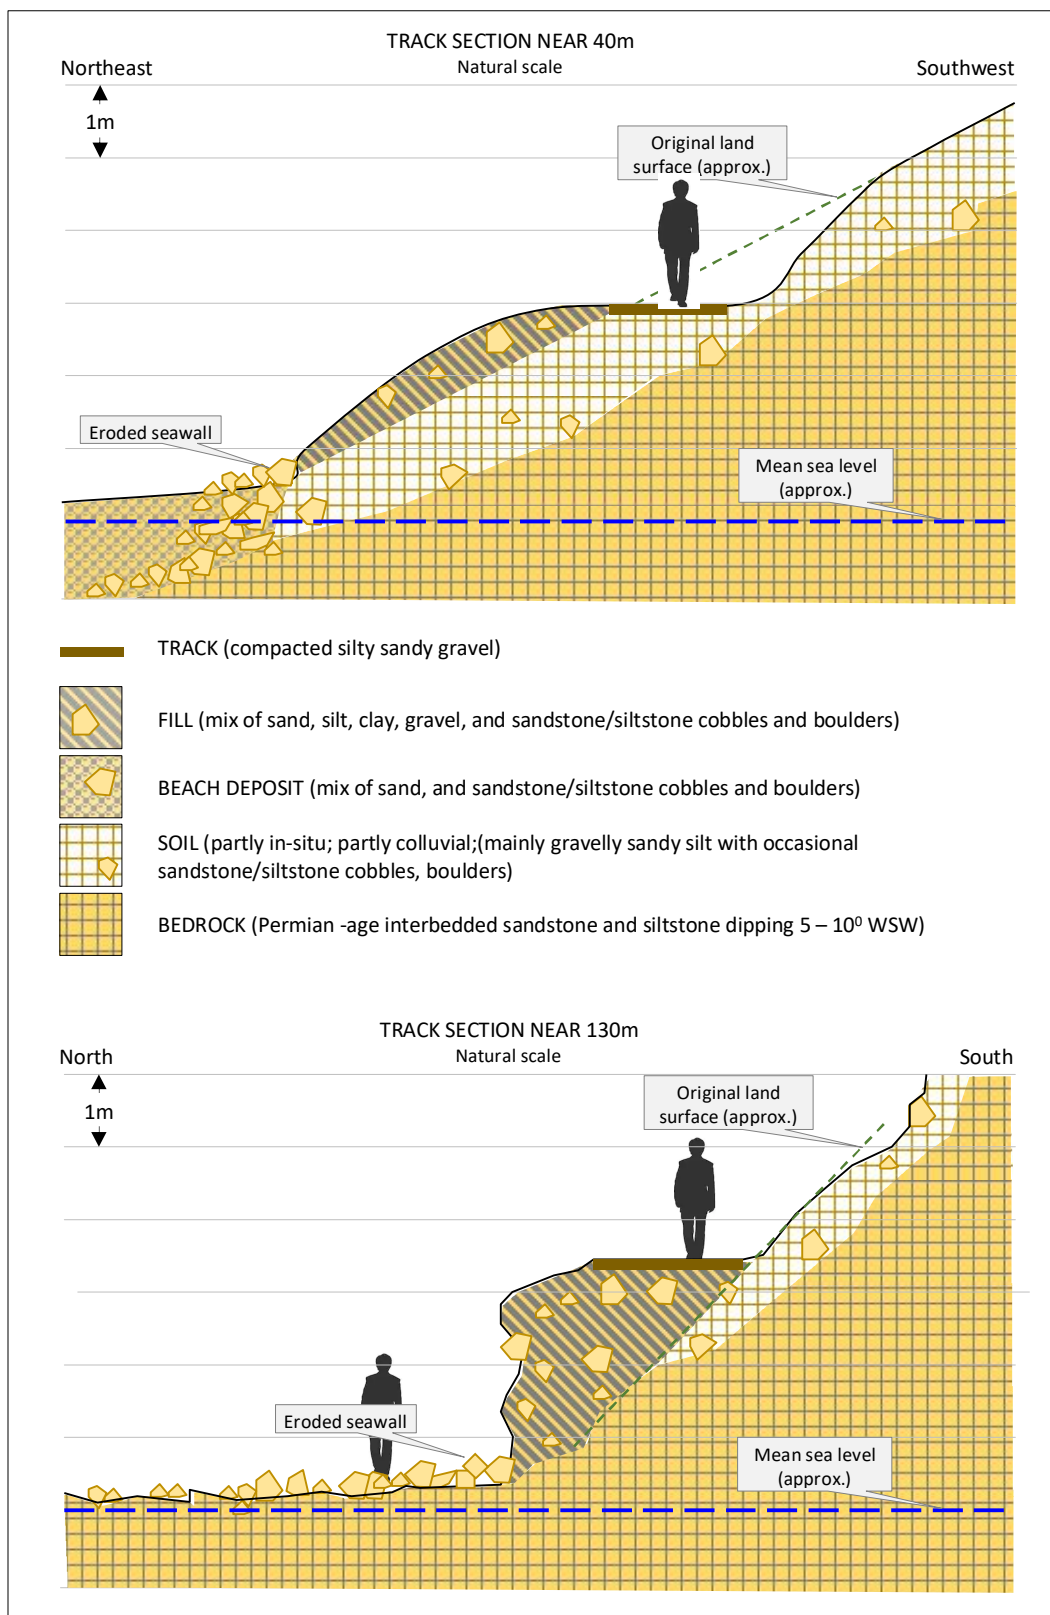 TRACK SECTION NEAR 40m
Northeast
Natural scale
Southwest
1m
Original land
surface (approx.)
Eroded seawall
Mean sea level
(approx.)
TRACK (compacted silty sandy gravel)
FILL (mix of sand, silt, clay, gravel, and sandstone/siltstone cobbles and boulders)
BEACH DEPOSIT (mix of sand, and sandstone/siltstone cobbles and boulders)
SOIL (partly in-situ; partly colluvial;(mainly gravelly sandy silt with occasional
sandstone/siltstone cobbles, boulders)
BEDROCK (Permian -age interbedded sandstone and siltstone dipping 5 – 10⁰ WSW)
TRACK SECTION NEAR 130m
North
Natural scale
South
1m
Original land
surface (approx.)
Eroded seawall
Mean sea level
(approx.)